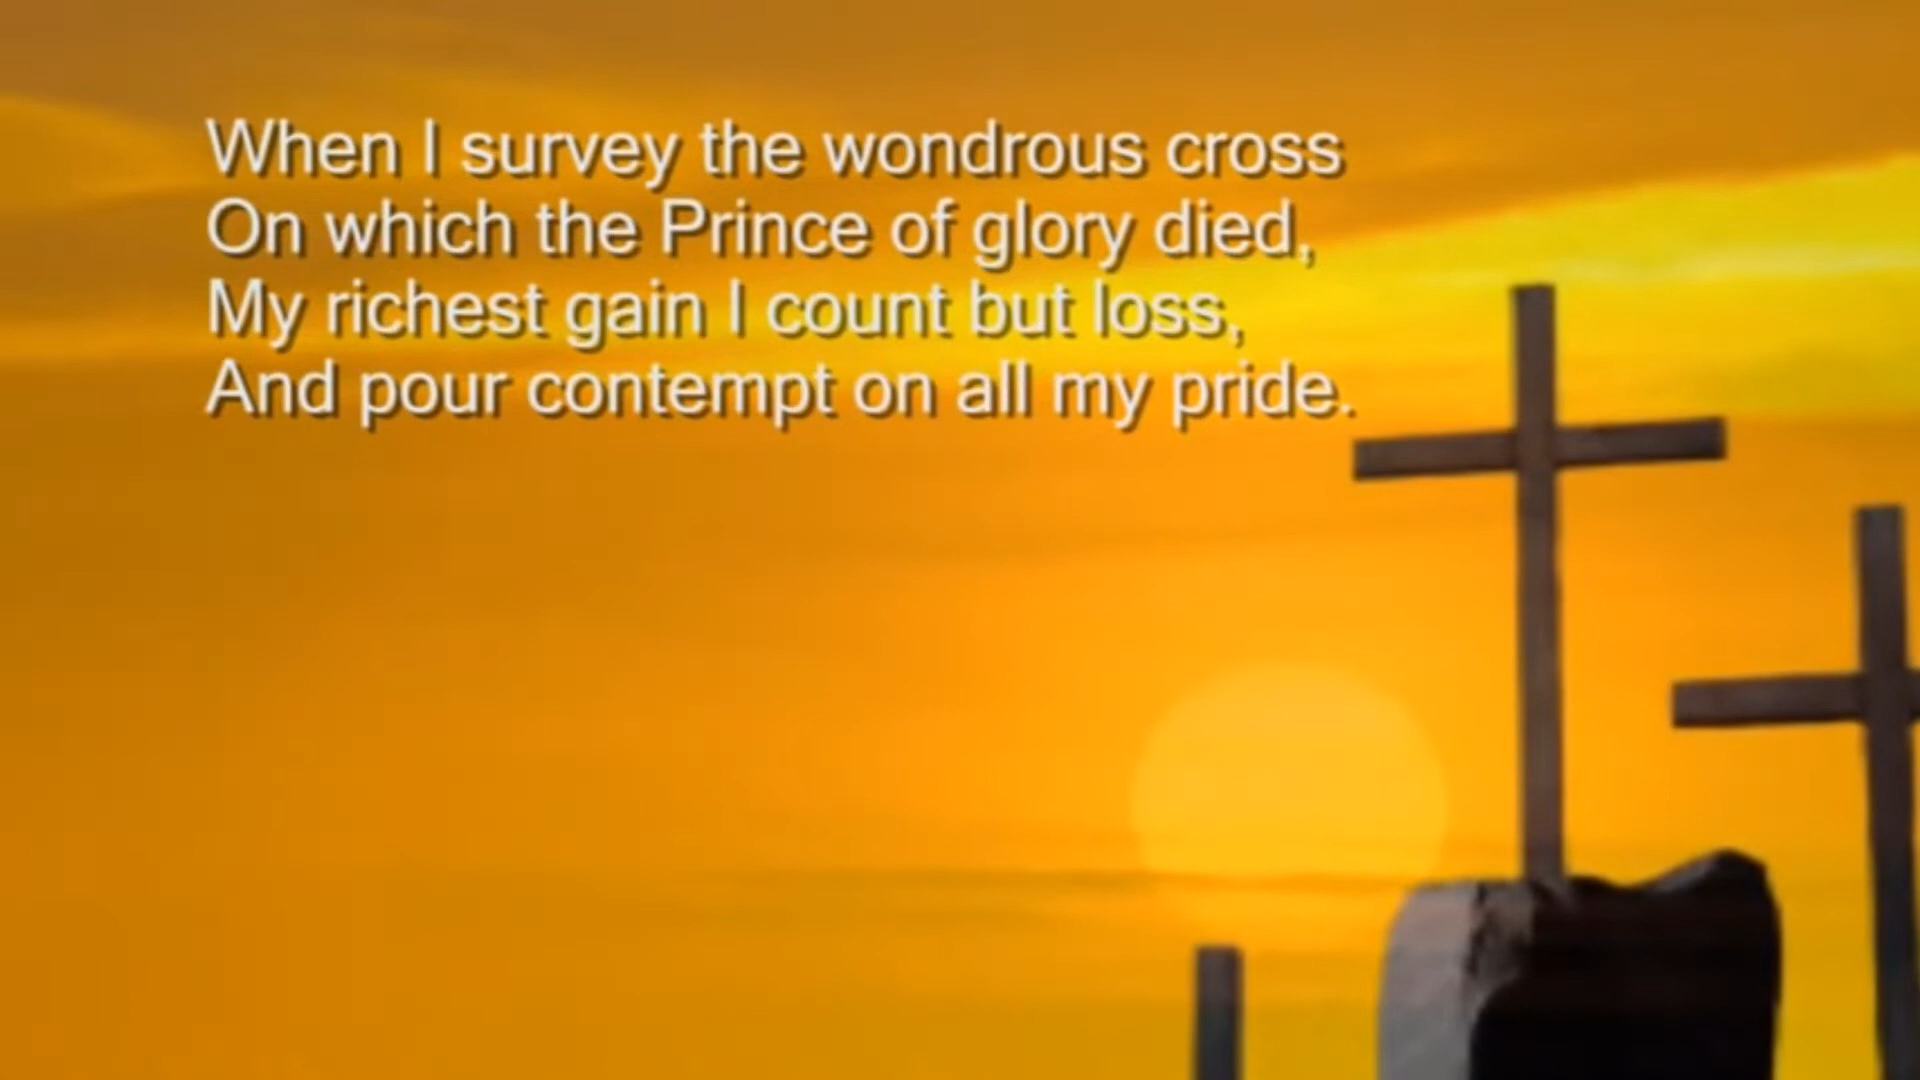 When I survey the wondrous cross
On which the Prince of glory died,
My richest gain I count but loss,
And pour contempt on all my pride.